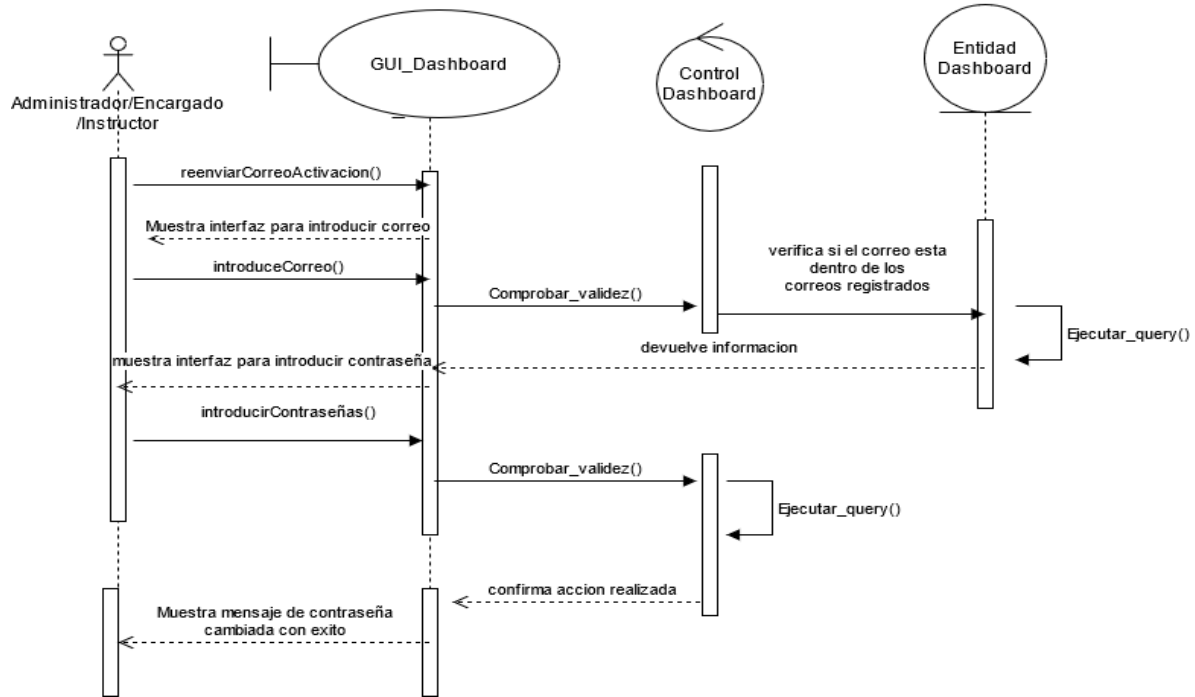 GUI_Dashboard
Control
Dashboard
Entidad
Dashboard
Administrador/Encargado
/Instructor
reenviarCorreoActivacion()
Muestra interfaz para introducir correo
introduceCorreo()
Comprobar_validez()
verifica si el correo esta
dentro de los
correos registrados
Ejecutar_query()
devuelve informacion
muestra interfaz para introducir contraseña
introducirContraseñas()
Comprobar_validez()
Ejecutar_query()
confirma accion realizada
Muestra mensaje de contraseña
cambiada con exito